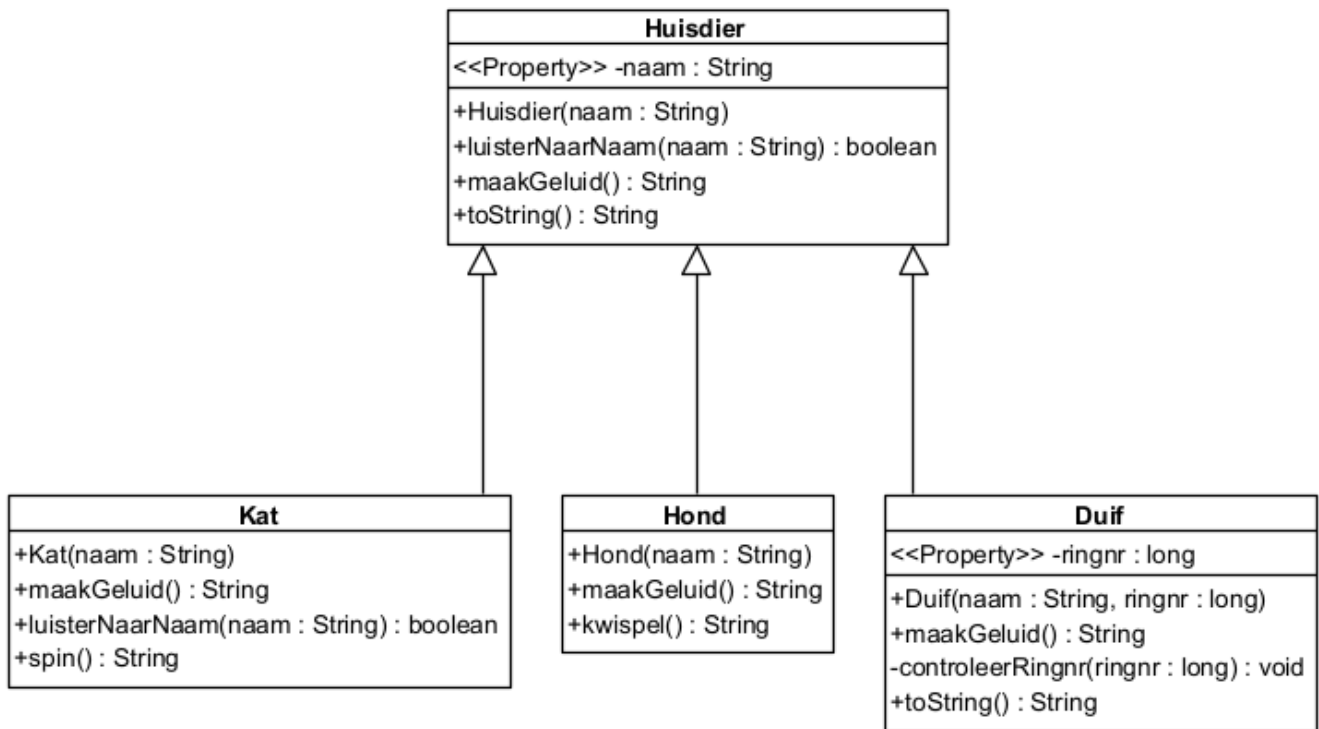 Huisdier
<<Property>> -naam : String
+Huisdier(naam : String)
+luisterNaarNaam(naam : String) : boolean
+maakGeluid() : String
+toString() : String
Kat
+Kat(naam : String)
+maakGeluid() : String
+luisterNaarNaam(naam : String) : boolean
+spin() : String
Hond
+Hond(naam : String)
+maakGeluid() : String
+kwispel() : String
Duif
<<Property>> -ringnr : long
+Duif(naam : String, ringnr : long)
+maakGeluid() : String
-controleerRingnr(ringnr : long) : void
+toString() : String